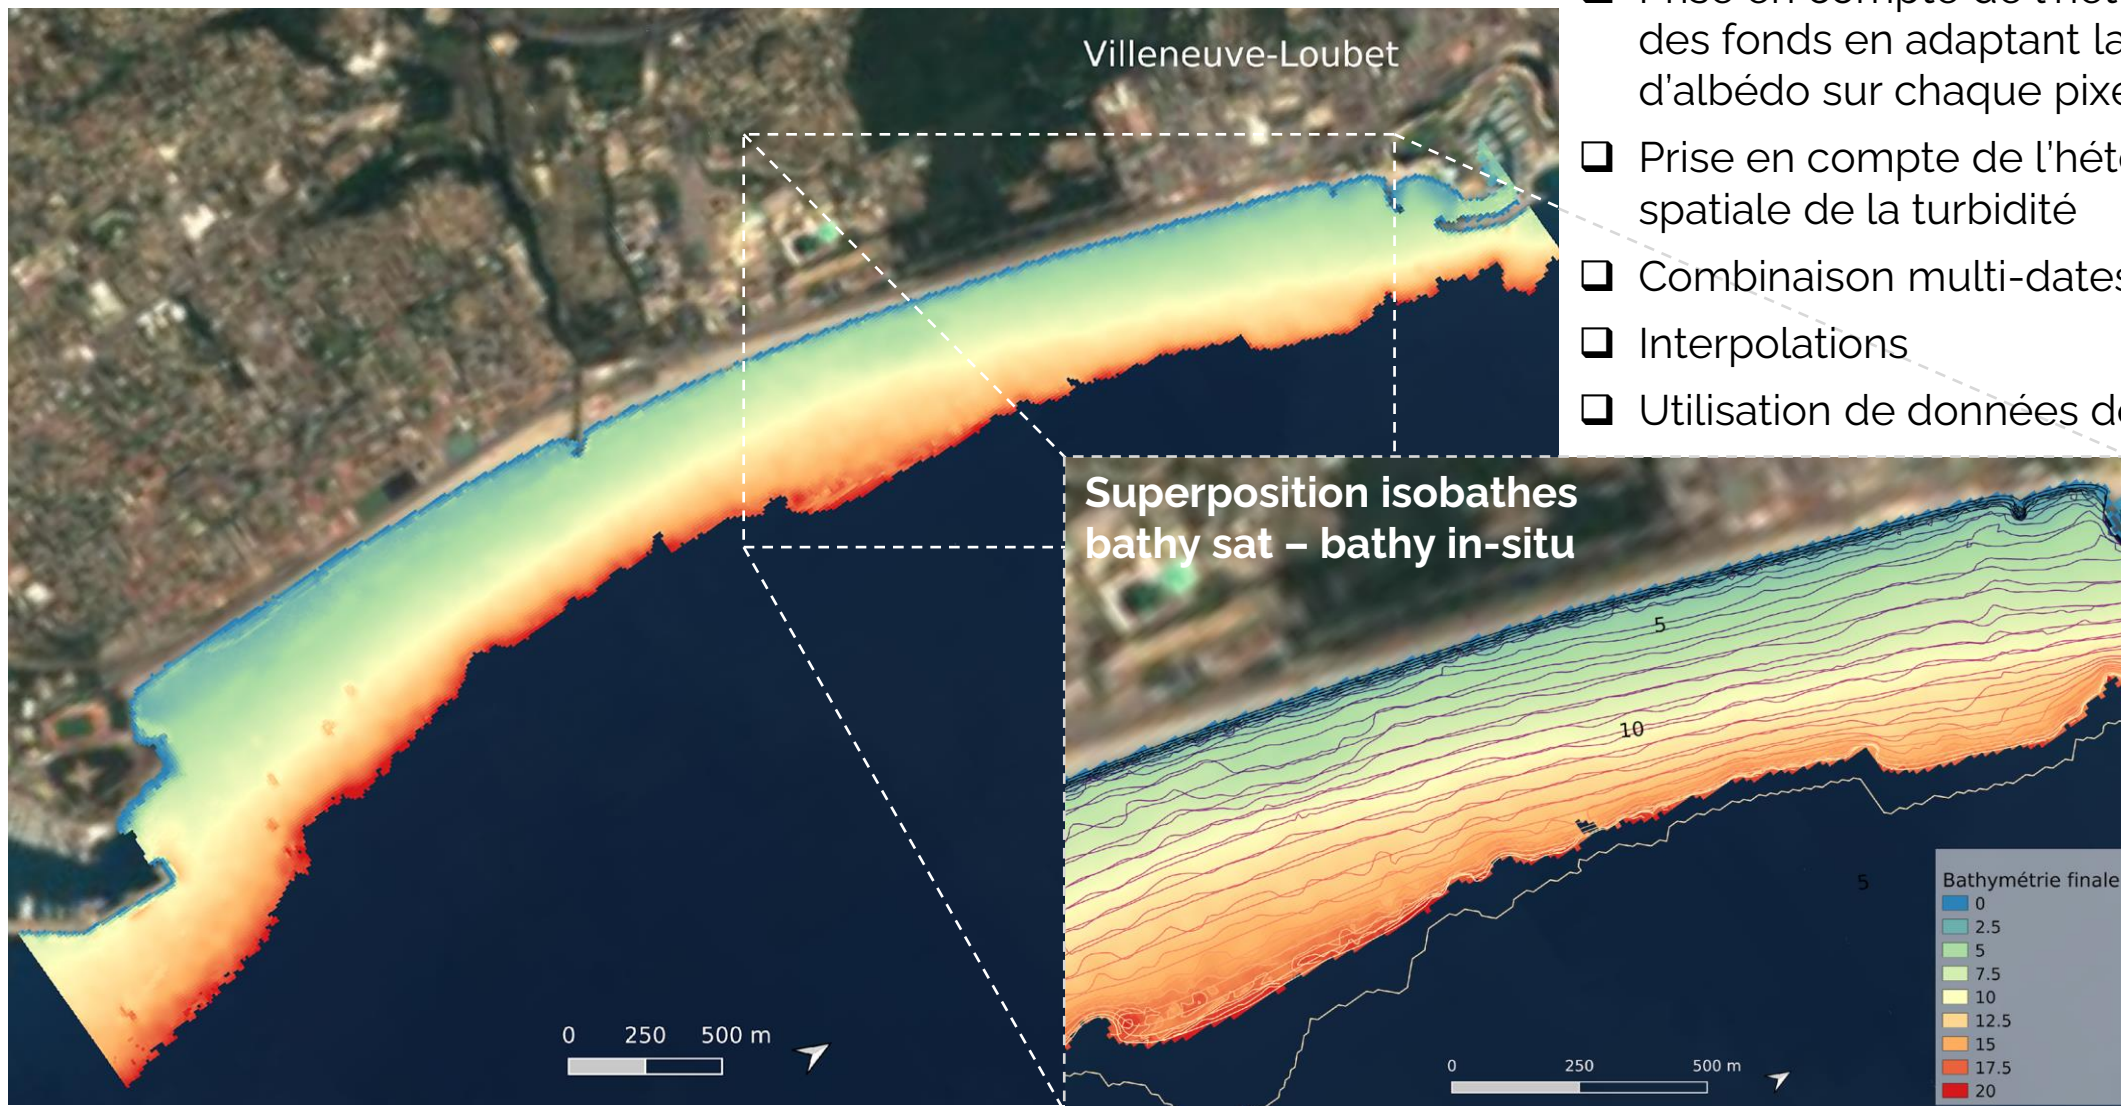 Villeneuve-Loubet
des fonds en adaptant la
d'albédo sur chaque pixe
❑ Prise en compte de l'hét
spatiale de la turbidité
❑ Combinaison multi-dates
❑ Interpolations
❑ Utilisation de données de
Superposition isobathes
bathy sat – bathy in-situ
5
10
5
Bathymétrie finale
0
2.5
5
7.5
10
12.5
15
17.5
20
0 250 500 m
0 250 500 m